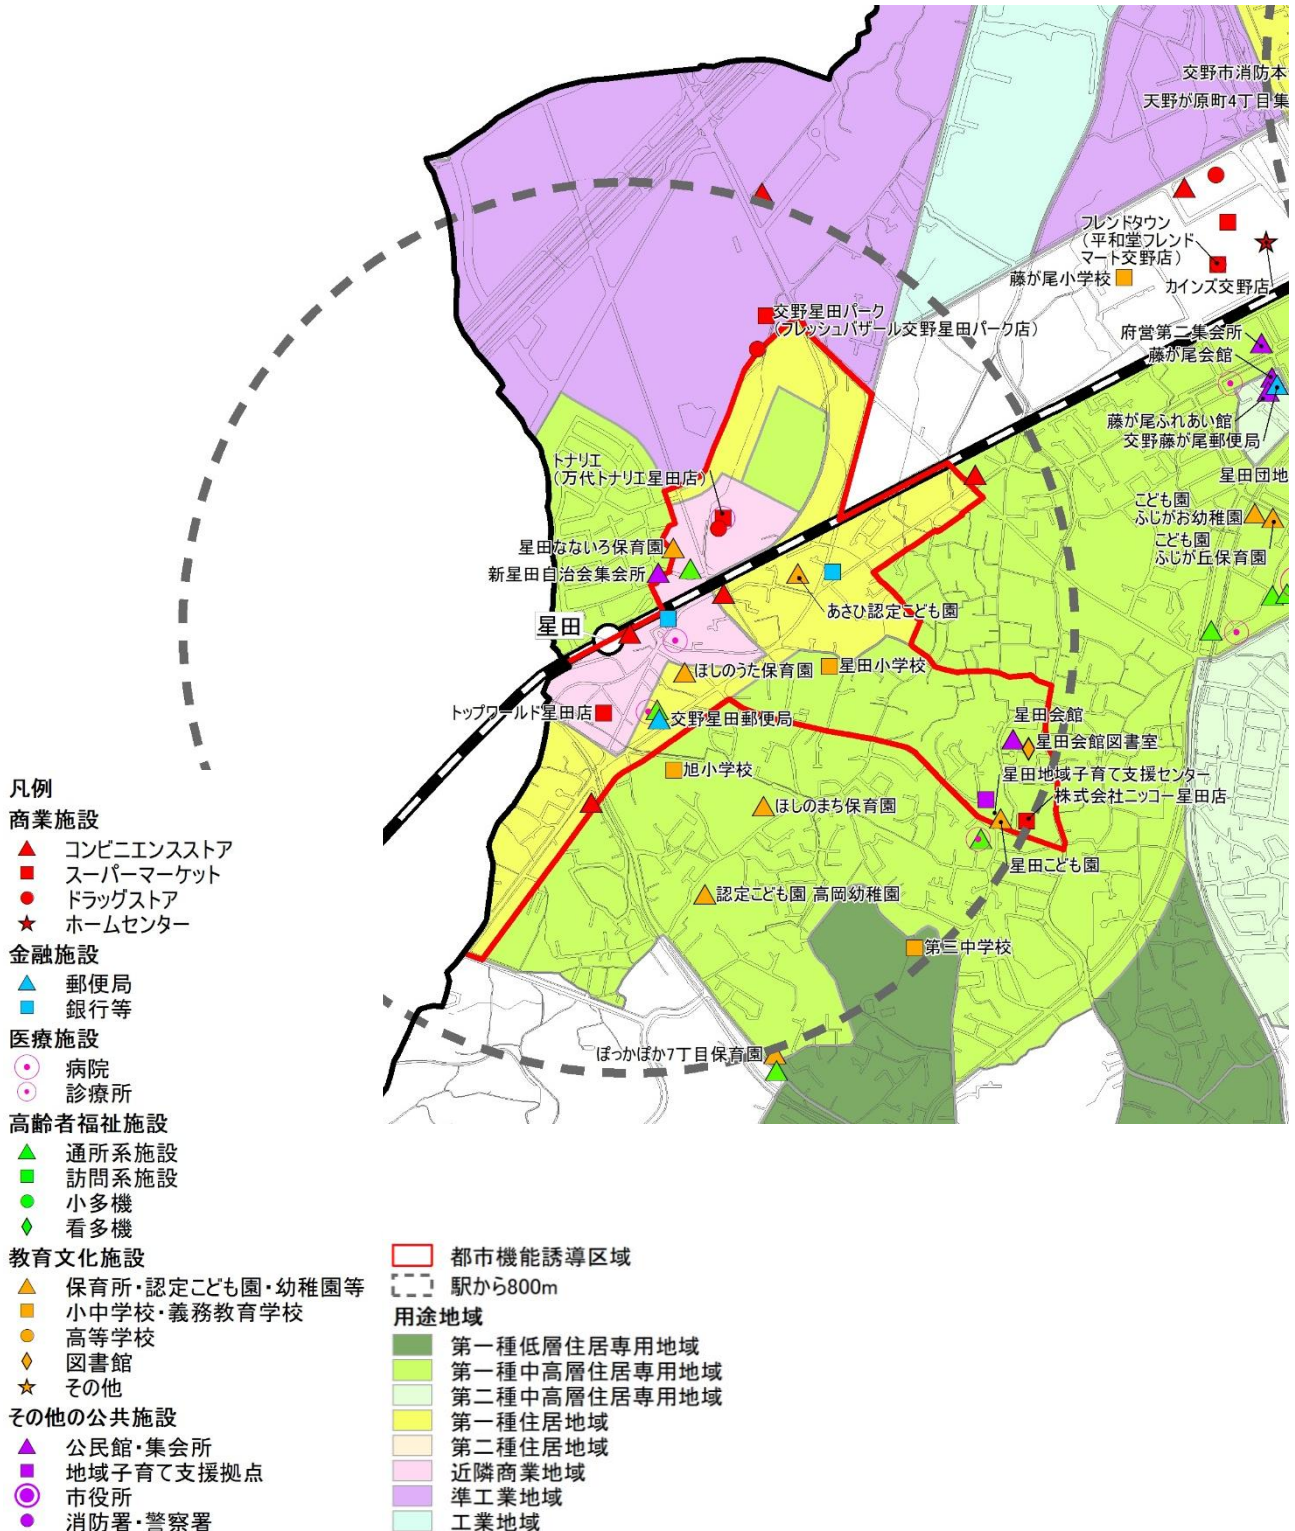 交野市消防本
天野が原町4丁目集
フレンドタウン
（平和堂フレンド
マート交野店）
藤が尾小学校
カインズ交野店
交野星田パーク
（フレッシュバザール交野星田パーク店）
府営第二集会所
藤が尾会館
藤が尾ふれあい館
交野藤が尾郵便局
トナリエ
（万代トナリエ星田店）
星田団地
こども園
ふじがお幼稚園
こども園
ふじが丘保育園
星田なないろ保育園
新星田自治会集会所
あさひ認定こども園
星田
ほしのうた保育園
星田小学校
トップワールド星田店
交野星田郵便局
星田会館
星田会館図書室
旭小学校
星田地域子育て支援センター
株式会社ニッコー星田店
ほしのまち保育園
星田こども園
認定こども園 高岡幼稚園
第三中学校
ぽっかぽか7丁目保育園
凡例
商業施設
コンビニエンスストア
スーパーマーケット
ドラッグストア
ホームセンター
金融施設
郵便局
銀行等
医療施設
病院
診療所
高齢者福祉施設
通所系施設
訪問系施設
小多機
看多機
教育文化施設
保育所・認定こども園・幼稚園等
小中学校・義務教育学校
高等学校
図書館
その他
その他の公共施設
公民館・集会所
地域子育て支援拠点
市役所
消防署・警察署
都市機能誘導区域
駅から800m
用途地域
第一種低層住居専用地域
第一種中高層住居専用地域
第二種中高層住居専用地域
第一種住居地域
第二種住居地域
近隣商業地域
準工業地域
工業地域